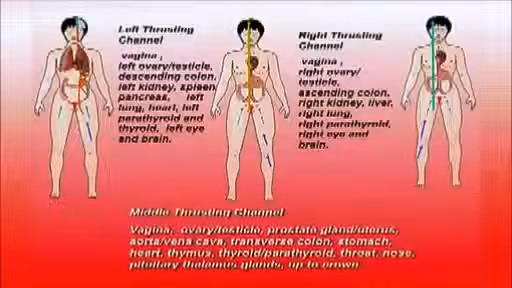 Left Thrusting
Channel
vagina ,
left ovary/testicle,
descending colon,
left kidney, spleen
pancreas, left
lung, heart, left
parathyroid and
thyroid, left eye
and brain.
Right Thrusting
Channel
vagina ,
right ovary/
testicle,
ascending colon,
right kidney, liver,
right lung,
right parathyroid,
right eye and
brain.
Middle Thrusting Channel
Vagina, ovary/testicle, prostate gland/uterus,
aorta/vena cava, transverse colon, stomach,
heart, thymus, thyroid/parathyroid, throat, nose,
pituitary thalamus glands, up to crown